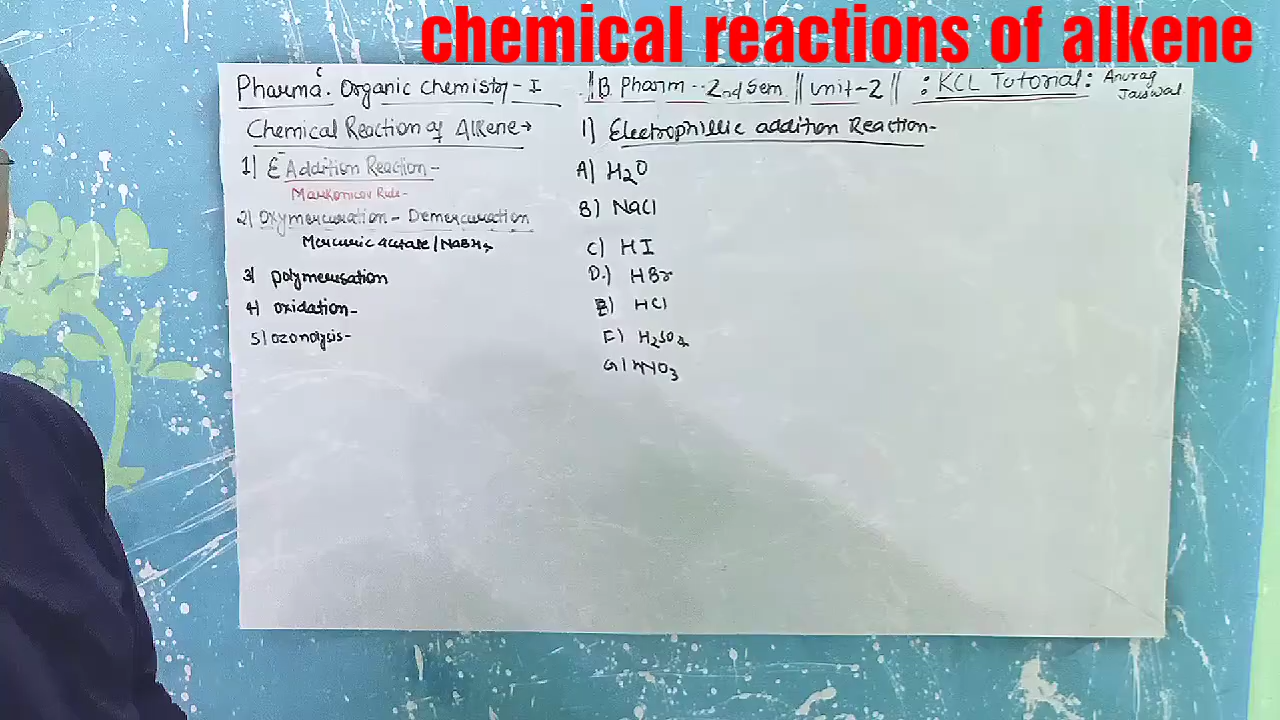 chemical reactions of alkene
Pharma. Organic chemistry - I || B. Pharm - 2nd Sem || Unit-2 || : KCL Tutorial: Anurag Jaiswal
Chemical Reaction of Alkene→
1) E Addition Reaction-
Markonicov Rule-
2) Oxymercuration - Demercuration
Mercuric acetate / NaBH4
3) polymerisation
4) oxidation-
5) ozonolysis-
1) Electrophillic addition Reaction-
A) H2O
B) NaCl
C) HI
D.) HBr
E) HCl
F) H2SO4
G) HNO3